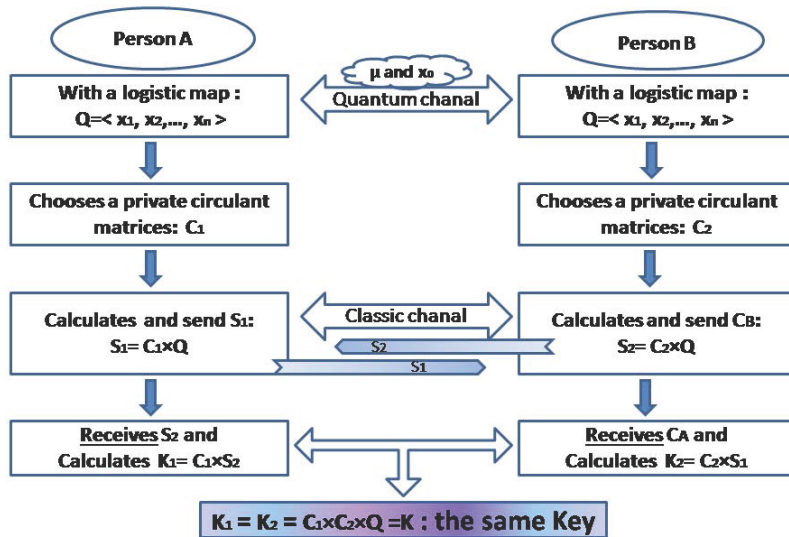 Person A
Person B
μ and x₀
With a logistic map :
Q=< x₁, x₂,..., xₙ >
Quantum chanal
With a logistic map :
Q=< x₁, x₂,..., xₙ >
Chooses a private circulant
matrices: C₁
Chooses a private circulant
matrices: C₂
Calculates and send S₁:
S₁= C₁×Q
Classic chanal
S₂
S₁
Calculates and send CB:
S₂= C₂×Q
Receives S₂ and
Calculates K₁= C₁×S₂
Receives CA and
Calculates K₂= C₂×S₁
K₁ = K₂ = C₁×C₂×Q =K : the same Key